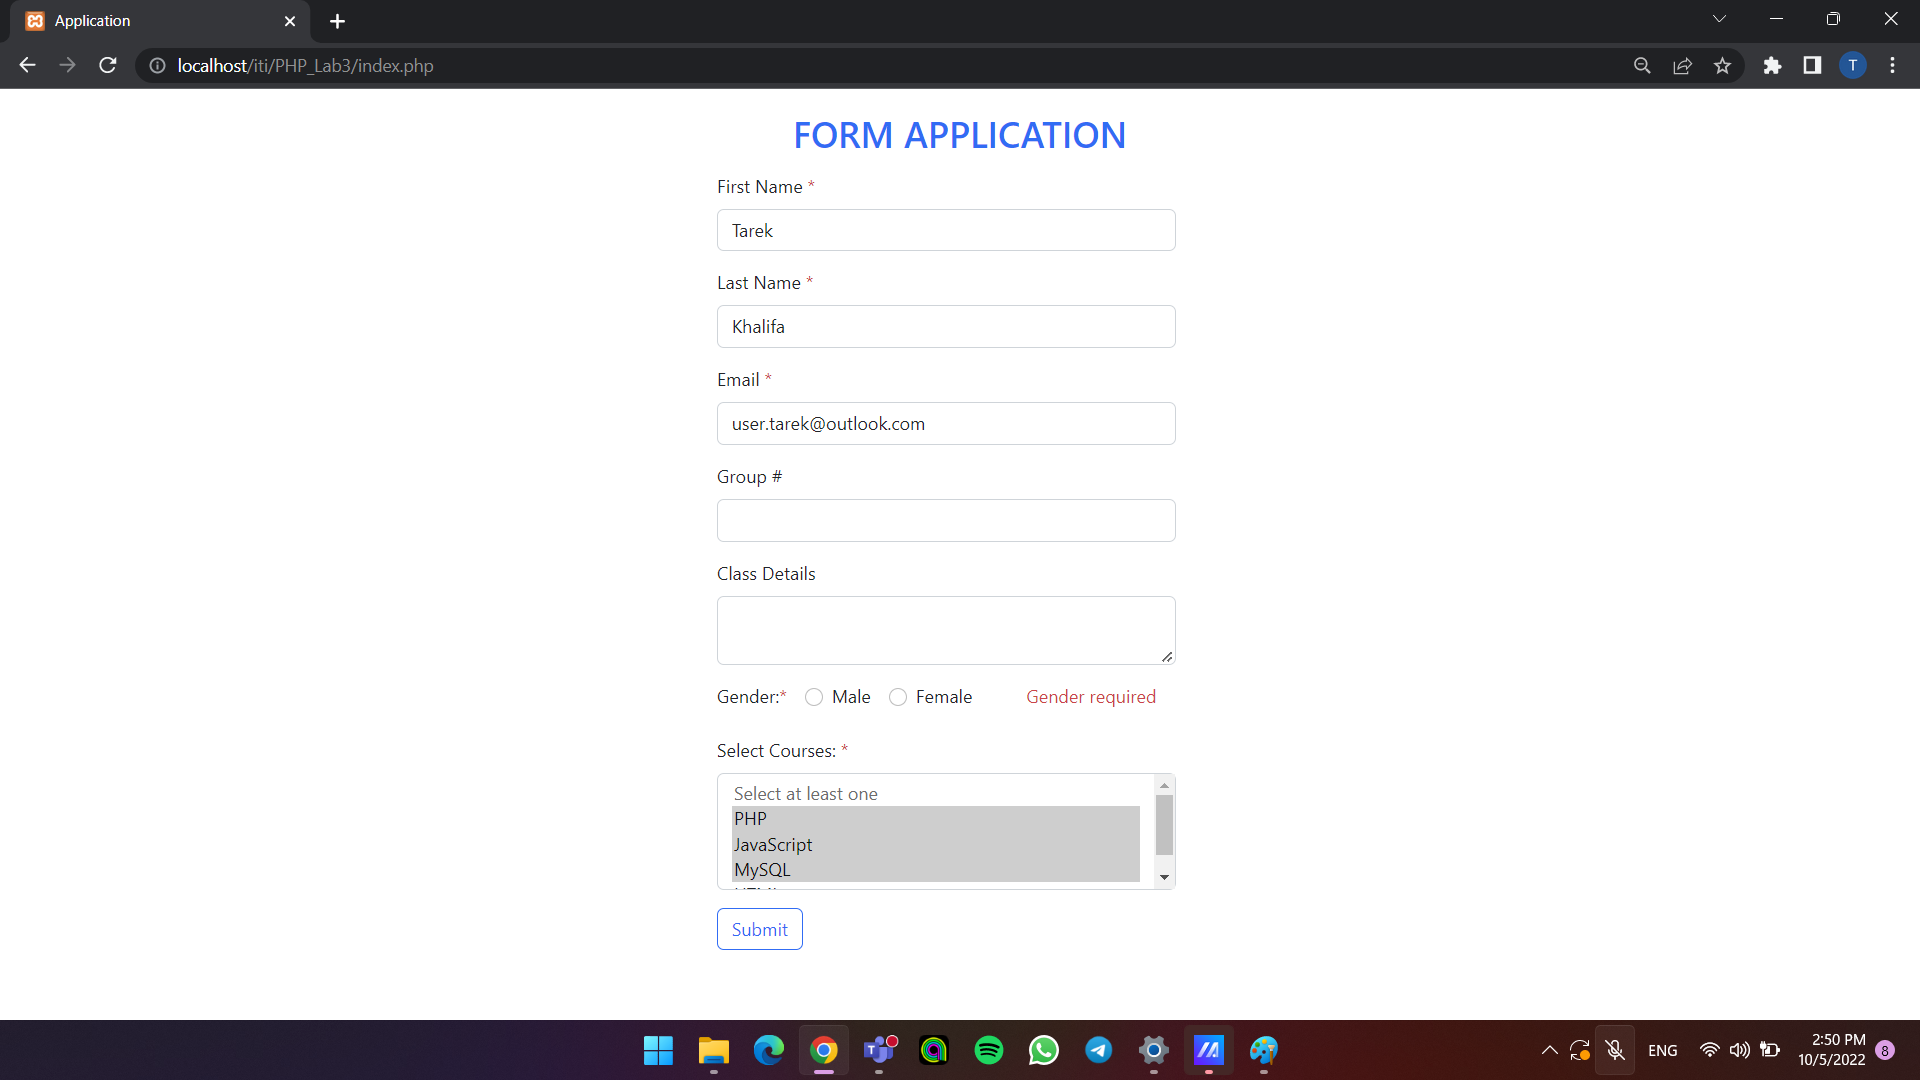 Application
localhost/iti/PHP_Lab3/index.php
T
FORM APPLICATION
First Name *
Tarek
Last Name *
Khalifa
Email *
user.tarek@outlook.com
Group #
Class Details
Gender:* Male Female Gender required
Select Courses: *
Select at least one
PHP
JavaScript
MySQL
Submit
ENG
2:50 PM
10/5/2022
8